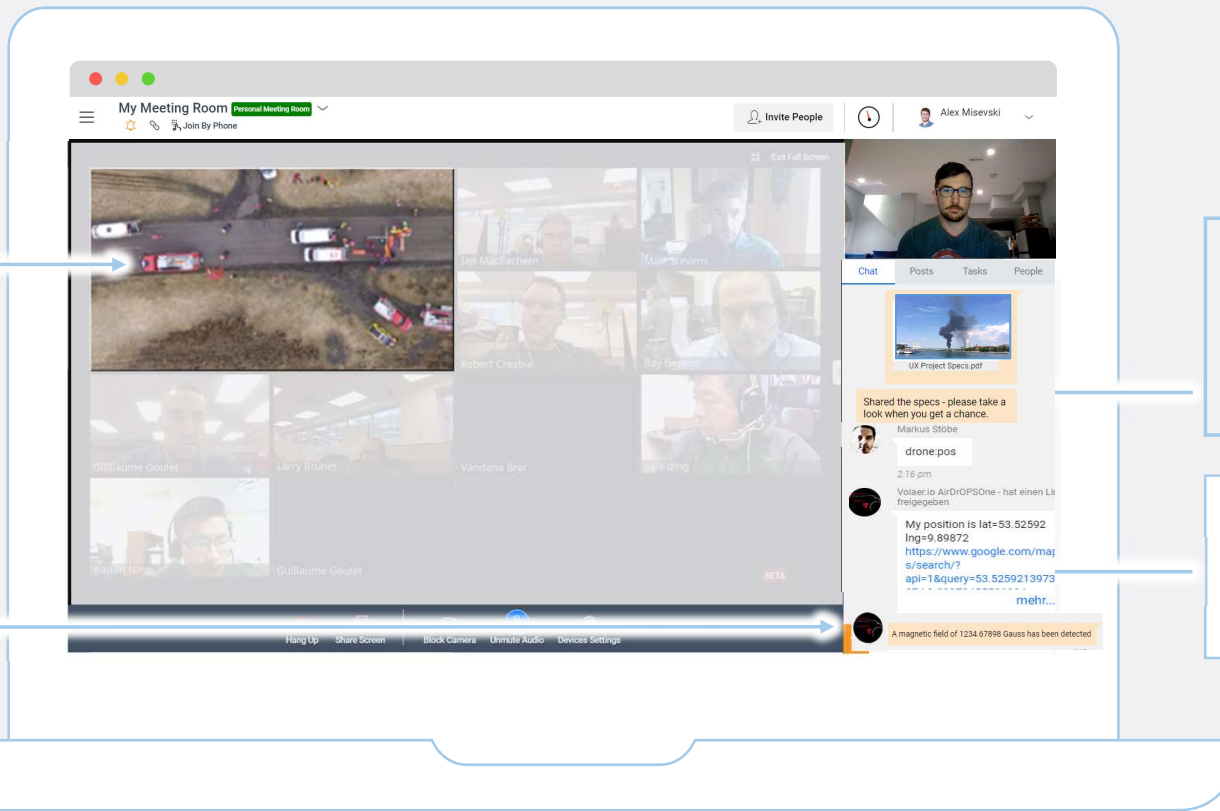 My Meeting Room Personal Meeting Room
Join By Phone
Invite People
Alex Misevski
Exit Full Screen
Ian MacEachern
Matt Stevens
Robert Crosbie
Guillaume Goulet
Larry Brunet
Vandana Brar
Guillaume Goulet
BETA
Hang Up
Share Screen
Block Camera
Unmute Audio
Devices Settings
Chat
Posts
Tasks
People
UX Project Specs.pdf
Shared the specs - please take a
look when you get a chance.
Markus Stöbe
drone:pos
2:16 pm
Volaer.io AirDrOPSOne - hat einen Lin
freigegeben
My position is lat=53.52592
lng=9.89872
https://www.google.com/map
s/search/?
api=1&query=53.5259213973
mehr...
A magnetic field of 1234.67898 Gauss has been detected